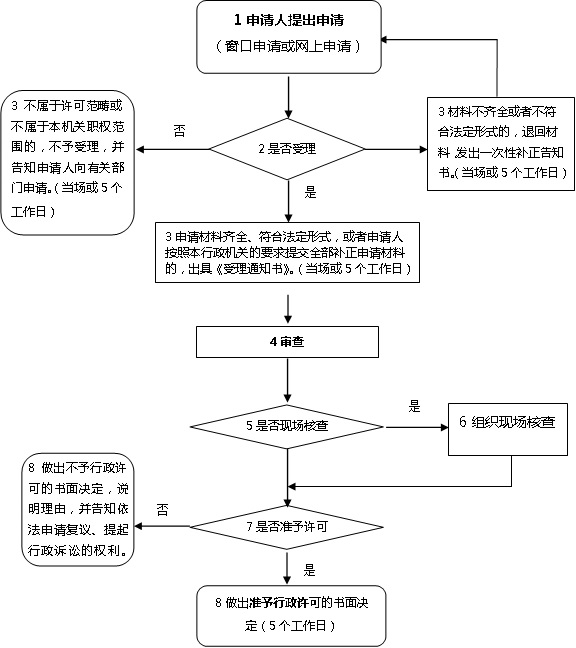 1 申请人提出申请
（窗口申请或网上申请）
3 不属于许可范畴或
不属于本机关职权范
围的，不予受理，并
告知申请人向有关部
门申请。（当场或5个
工作日）
否
2 是否受理
3 材料不齐全或者不符
合法定形式的，退回材
料，发出一次性补正告知
书。（当场或5个工作日）
是
3 申请材料齐全、符合法定形式，或者申请人
按照本行政机关的要求提交全部补正申请材料
的，出具《受理通知书》。（当场或5个工作日）
4 审查
5 是否现场核查
是
6 组织现场核查
8 做出不予行政许
可的书面决定，说
明理由，并告知依
法申请复议、提起
行政诉讼的权利。
否
7 是否准予许可
是
8 做出准予行政许可的书面决
定（5个工作日）